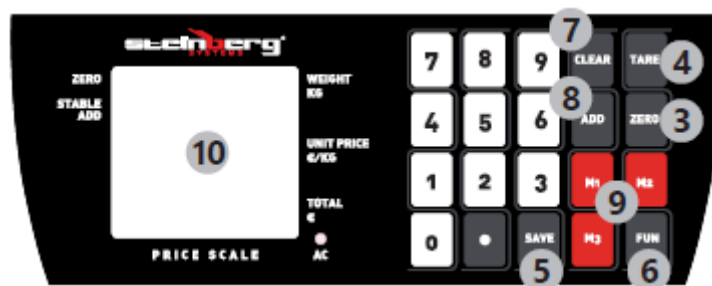 steinberg
SYSTEMS
ZERO
STABLE
ADD
10
WEIGHT
KG
UNIT PRICE
€/KG
TOTAL
€
AC
PRICE SCALE
7
7 8 9 CLEAR TARE 4
8
4 5 6 ADD ZERO 3
1 2 3 M1 M2
9
0 • SAVE M3 FUN
5 6